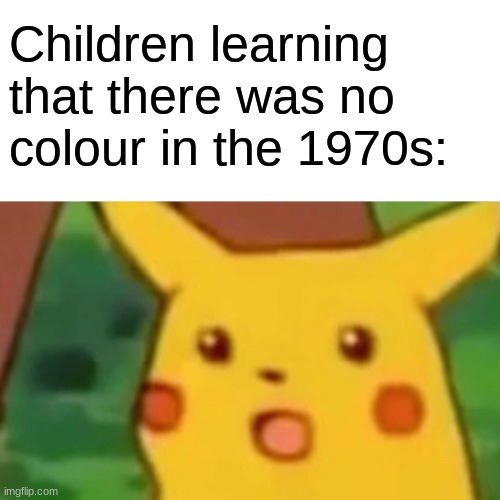 Children learning
that there was no
colour in the 1970s:
imgflip.com